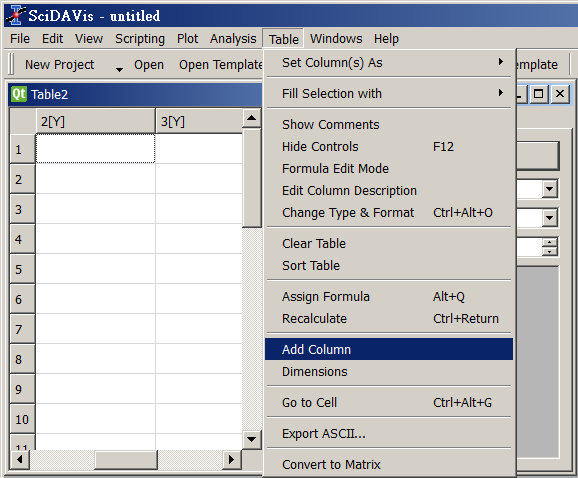 SciDAVis - untitled
File Edit View Scripting Plot Analysis Table Windows Help
New Project Open Open Template emplate
Set Column(s) As
Fill Selection with
Show Comments
Hide Controls F12
Formula Edit Mode
Edit Column Description
Change Type & Format Ctrl+Alt+O
Clear Table
Sort Table
Assign Formula Alt+Q
Recalculate Ctrl+Return
Add Column
Dimensions
Go to Cell Ctrl+Alt+G
Export ASCII...
Convert to Matrix
Qt Table2
2[Y] 3[Y]
1
2
3
4
5
6
7
8
9
10
11